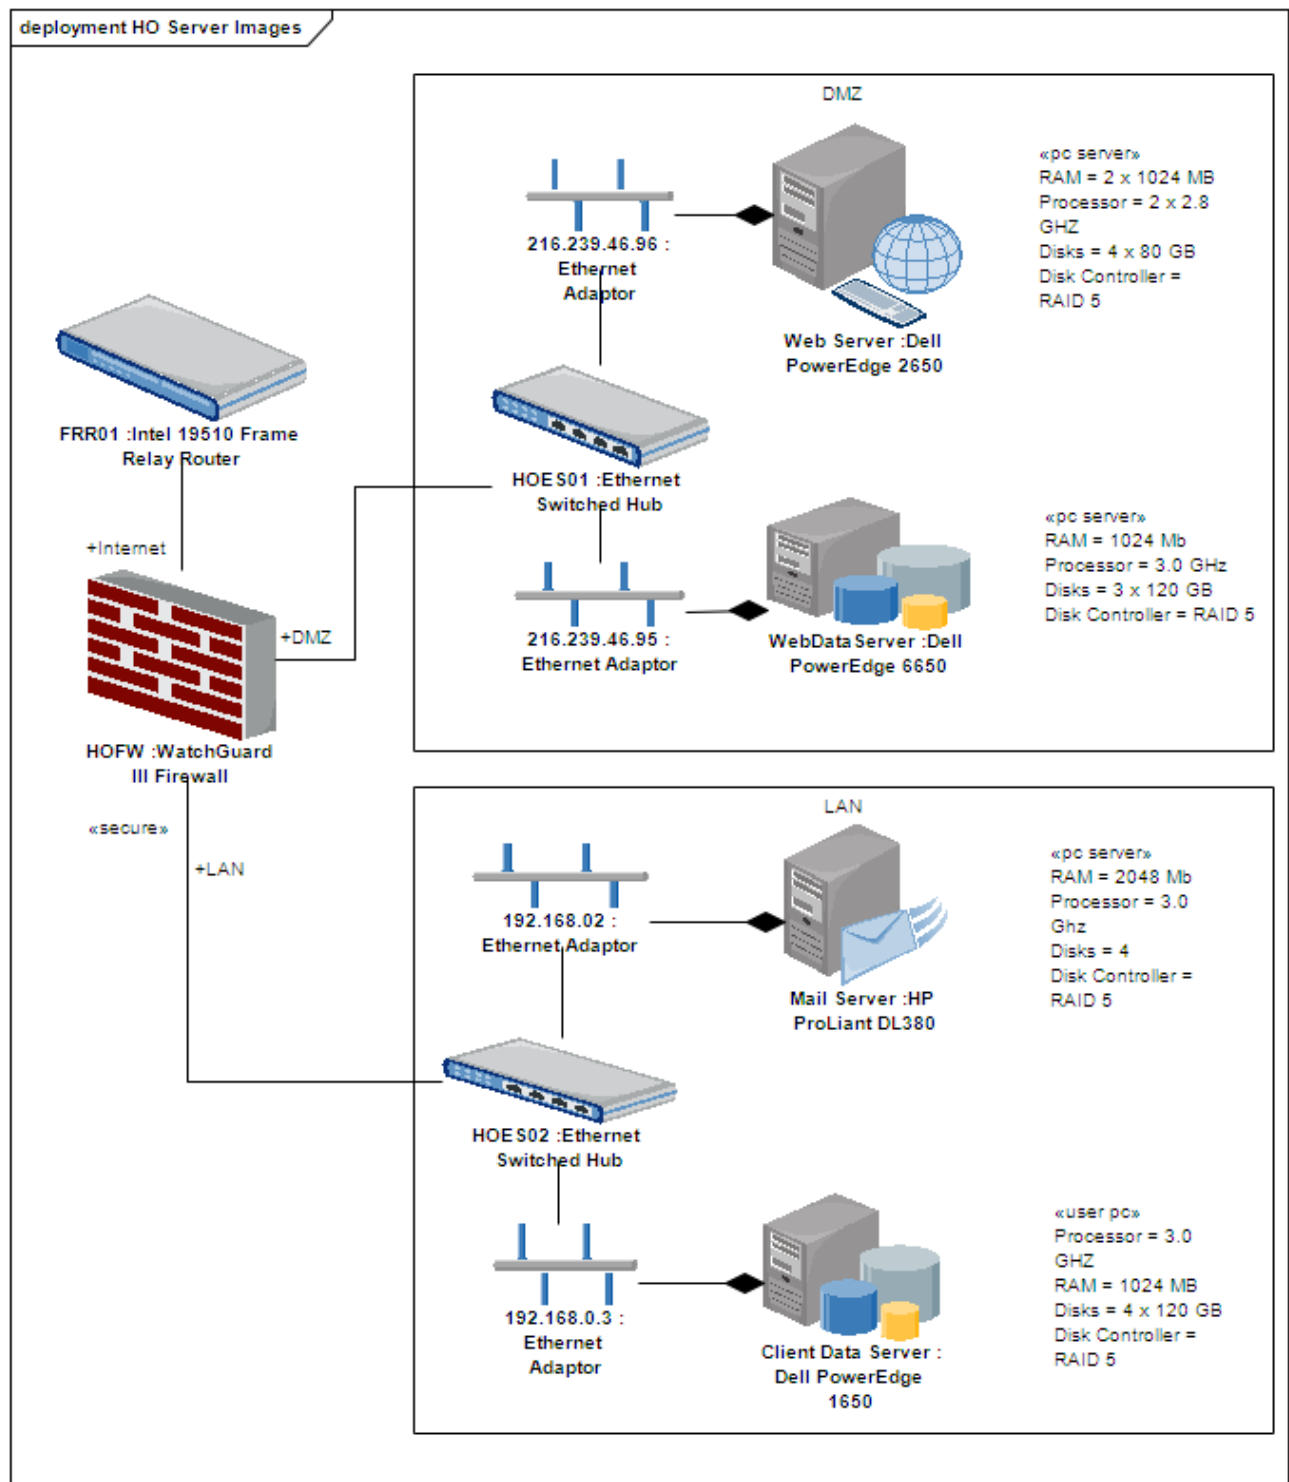 deployment HO Server Images
DMZ
216.239.46.96 :
Ethernet
Adaptor
Web Server :Dell
PowerEdge 2650
«pc server»
RAM = 2 x 1024 MB
Processor = 2 x 2.8
GHZ
Disks = 4 x 80 GB
Disk Controller =
RAID 5
FRR01 :Intel 19510 Frame
Relay Router
HOES01 :Ethernet
Switched Hub
+Internet
+DMZ
216.239.46.95 :
Ethernet Adaptor
WebDataServer :Dell
PowerEdge 6650
«pc server»
RAM = 1024 Mb
Processor = 3.0 GHz
Disks = 3 x 120 GB
Disk Controller = RAID 5
HOFW :WatchGuard
III Firewall
«secure»
+LAN
LAN
192.168.02 :
Ethernet Adaptor
Mail Server :HP
ProLiant DL380
«pc server»
RAM = 2048 Mb
Processor = 3.0
Ghz
Disks = 4
Disk Controller =
RAID 5
HOES02 :Ethernet
Switched Hub
192.168.0.3 :
Ethernet
Adaptor
Client Data Server :
Dell PowerEdge
1650
«user pc»
Processor = 3.0
GHZ
RAM = 1024 MB
Disks = 4 x 120 GB
Disk Controller =
RAID 5